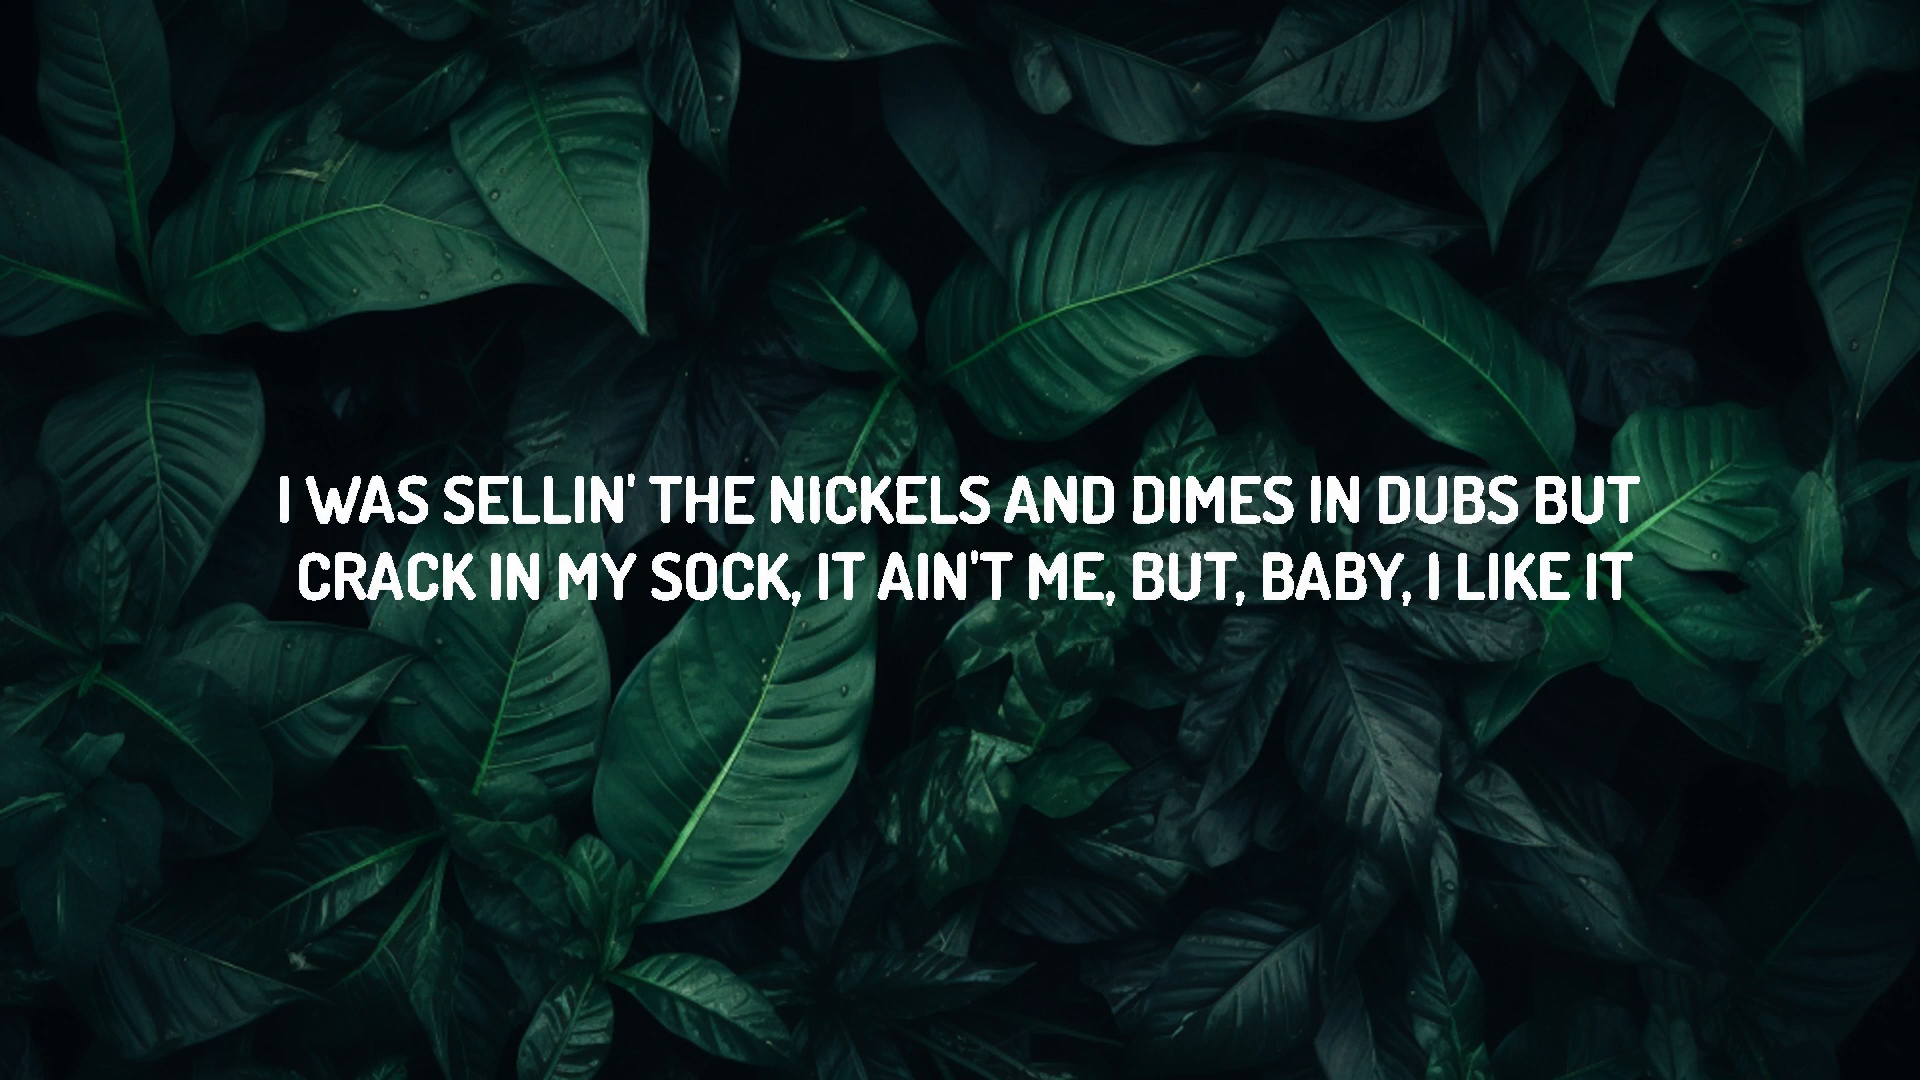 I WAS SELLIN' THE NICKELS AND DIMES IN DUBS BUT
CRACK IN MY SOCK, IT AIN'T ME, BUT, BABY, I LIKE IT